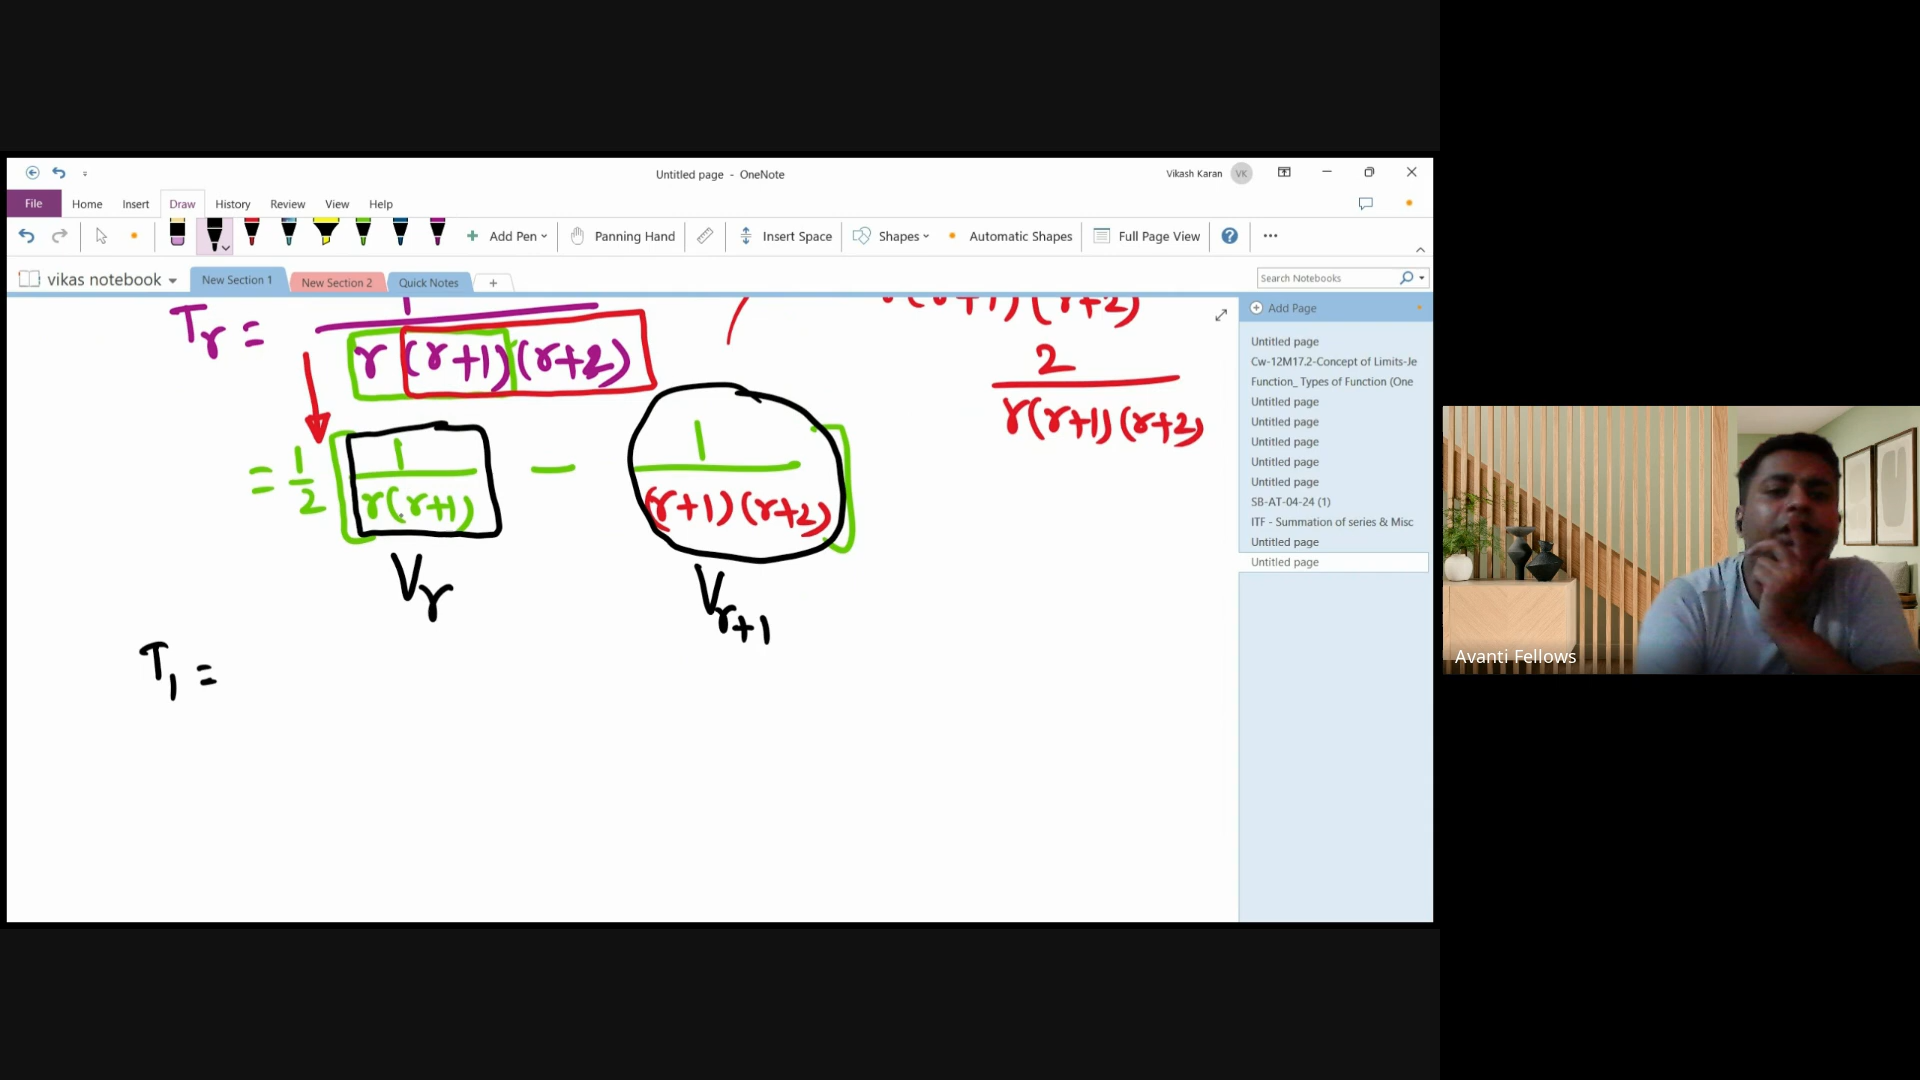 Untitled page - OneNote
Vikash Karan VK
File Home Insert Draw History Review View Help
Add Pen Panning Hand Insert Space Shapes Automatic Shapes Full Page View
vikas notebook New Section 1 New Section 2 Quick Notes + Search Notebooks
Add Page
Untitled page
Cw-12M17.2-Concept of Limits-Je
Function_ Types of Function (One
Untitled page
Untitled page
Untitled page
Untitled page
Untitled page
SB-AT-04-24 (1)
ITF - Summation of series & Misc
Untitled page
Untitled page
Tr = 1 / r(r+1)(r+2)
r(r+1)(r+2)
2 / r(r+1)(r+2)
= 1/2 [ 1 / r(r+1) - 1 / (r+1)(r+2) ]
Vr Vr+1
T1 =
Avanti Fellows